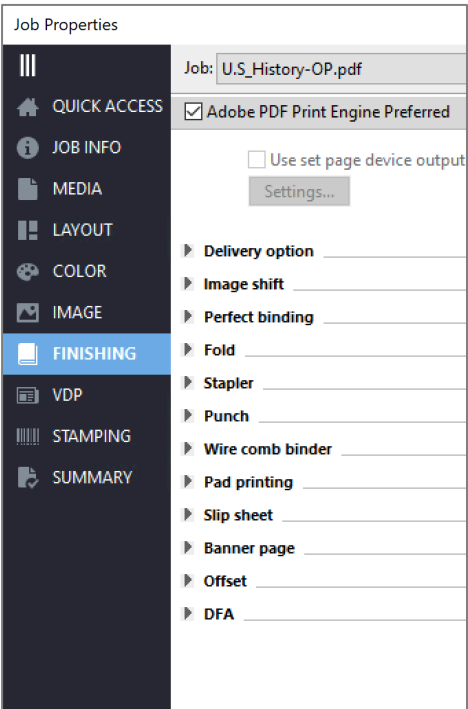 Job Properties
Job: U.S_History-OP.pdf
QUICK ACCESS
JOB INFO
MEDIA
LAYOUT
COLOR
IMAGE
FINISHING
VDP
STAMPING
SUMMARY
Adobe PDF Print Engine Preferred
Use set page device output
Settings...
Delivery option
Image shift
Perfect binding
Fold
Stapler
Punch
Wire comb binder
Pad printing
Slip sheet
Banner page
Offset
DFA